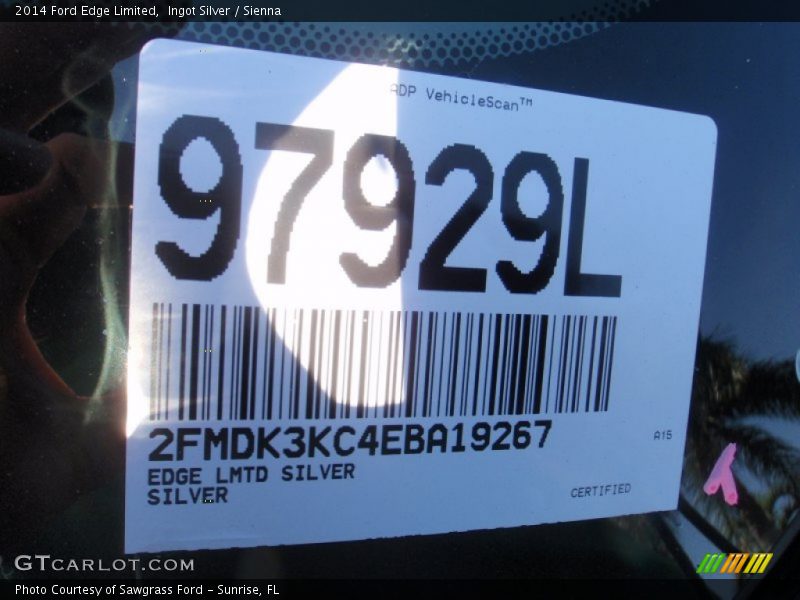 2014 Ford Edge Limited,  Ingot Silver / Sienna
ADP VehicleScan™
97929L
2FMDK3KC4EBA19267
EDGE LMTD SILVER
SILVER
A15
CERTIFIED
GTCARLOT.COM
Photo Courtesy of Sawgrass Ford - Sunrise, FL